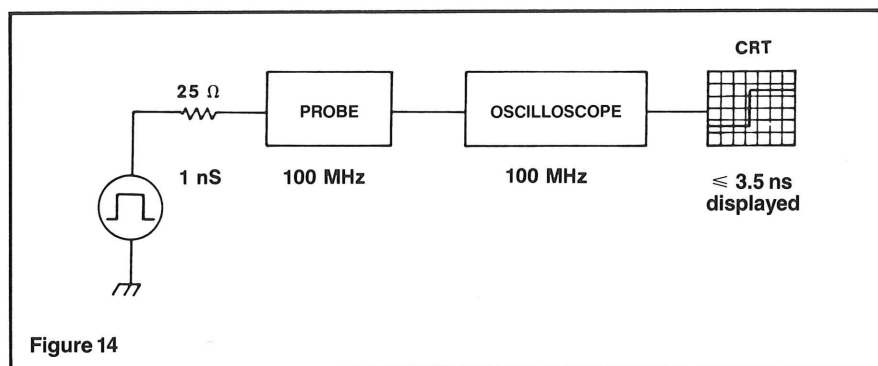 CRT
25 Ω
PROBE
OSCILLOSCOPE
1 nS
100 MHz
100 MHz
⩽ 3.5 ns
displayed
Figure 14